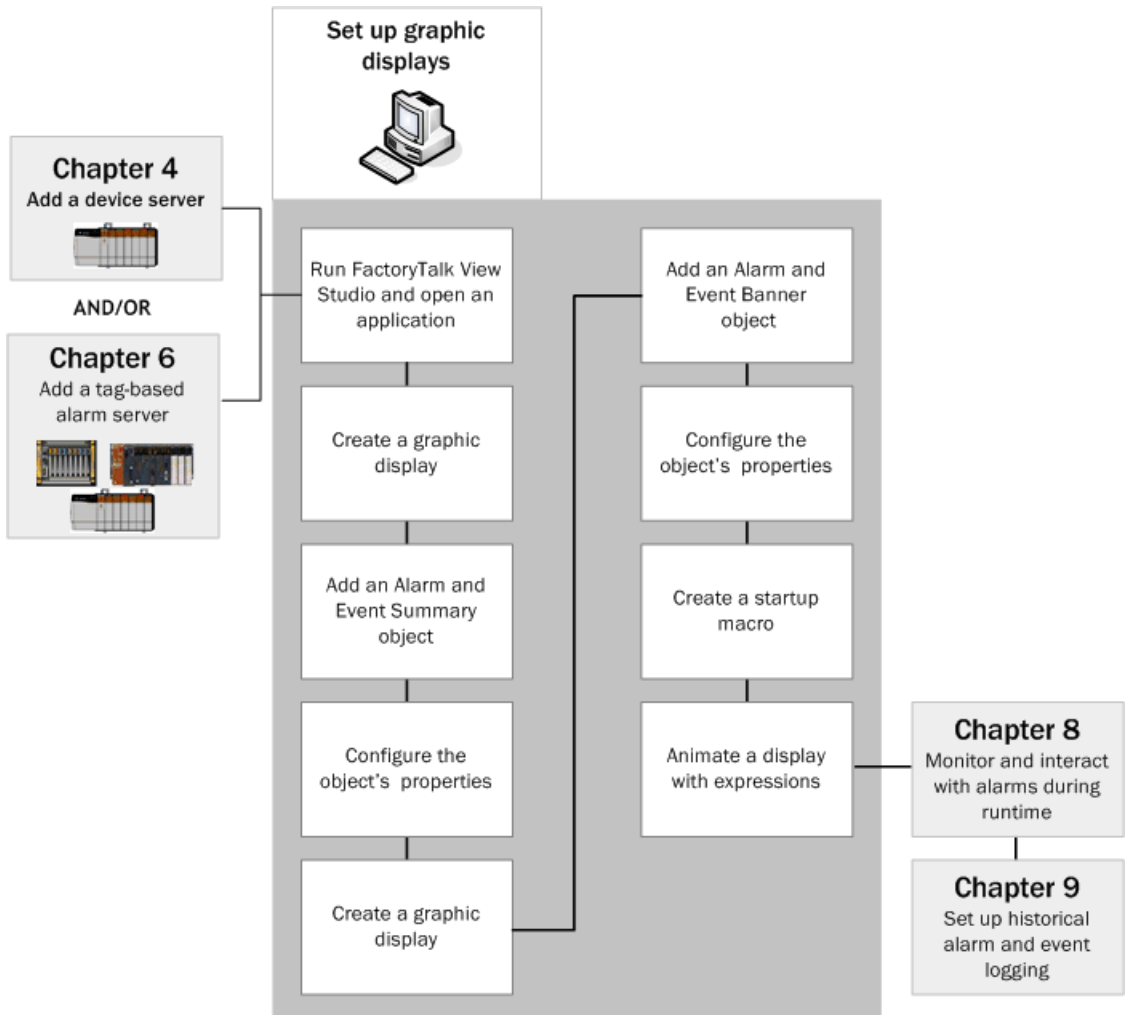 Set up graphic
displays
Chapter 4
Add a device server
AND/OR
Chapter 6
Add a tag-based
alarm server
Run FactoryTalk View
Studio and open an
application
Create a graphic
display
Add an Alarm and
Event Summary
object
Configure the
object's properties
Create a graphic
display
Add an Alarm and
Event Banner
object
Configure the
object's properties
Create a startup
macro
Animate a display
with expressions
Chapter 8
Monitor and interact
with alarms during
runtime
Chapter 9
Set up historical
alarm and event
logging